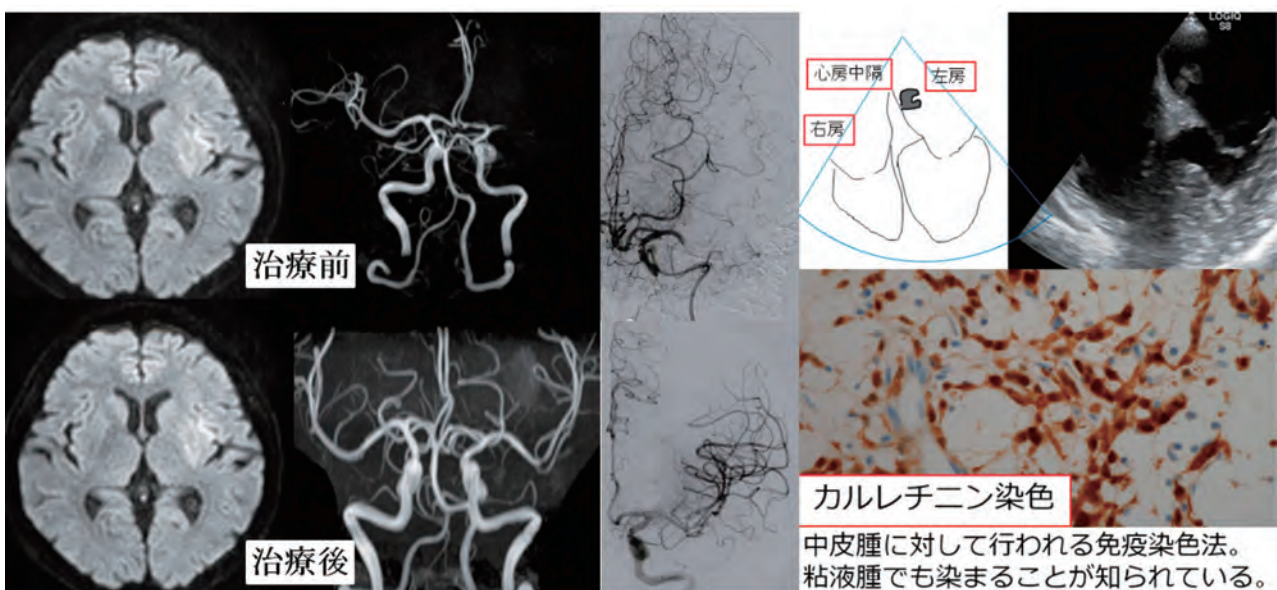 LOGIQ
S8
心房中隔
左房
右房
治療前
治療後
カルレチニン染色
中皮腫に対して行われる免疫染色法。
粘液腫でも染まることが知られている。